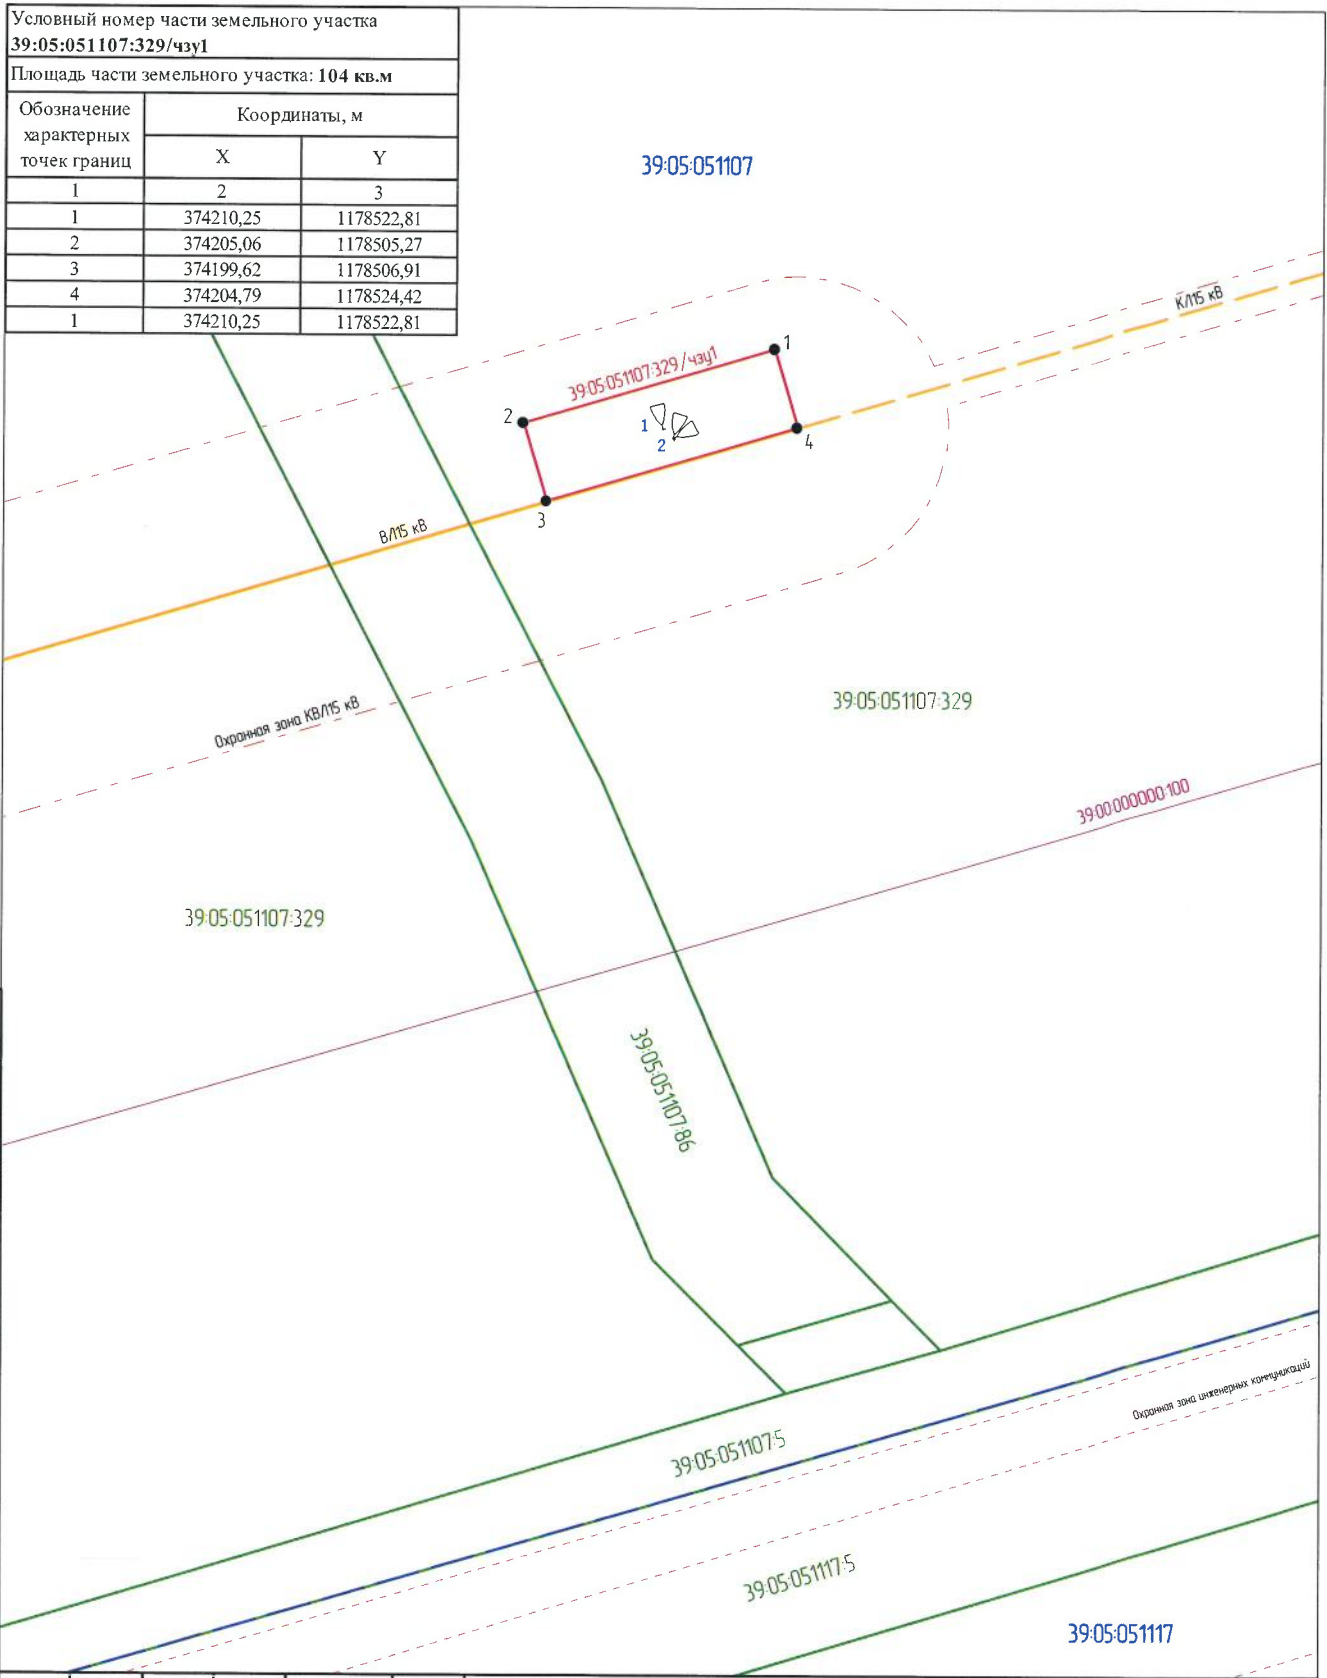 Условный номер части земельного участка
39:05:051107:329/чзу1
Площадь части земельного участка: 104 кв.м
Обозначение характерных точек границ
Координаты, м
X Y
1 2 3
1 374210,25 1178522,81
2 374205,06 1178505,27
3 374199,62 1178506,91
4 374204,79 1178524,42
1 374210,25 1178522,81
39:05:051107
КЛ15 кВ
39:05:051107:329/чзу1
1
2
1
2
4
3
ВЛ15 кВ
39:05:051107:329
Охранная зона КВЛ15 кВ
39:00:000000:100
39:05:051107:329
39:05:051107:86
Охранная зона инженерных коммуникаций
39:05:051107:5
39:05:051117:5
39:05:051117